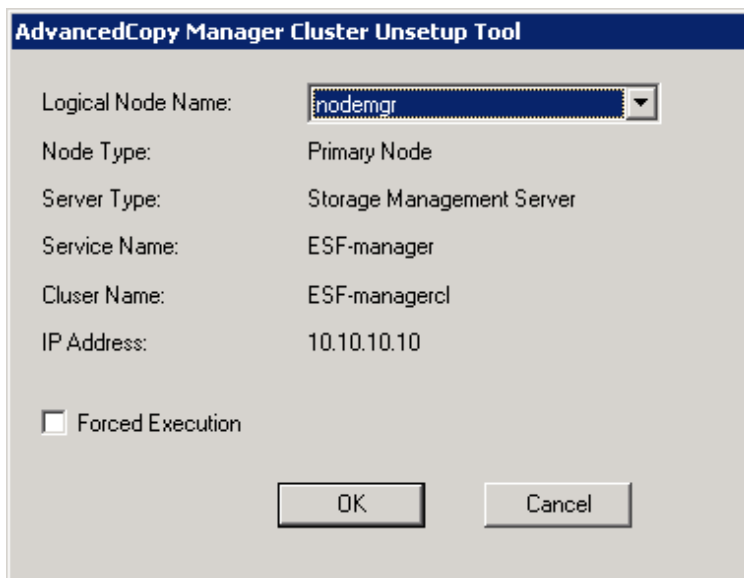 AdvancedCopy Manager Cluster Unsetup Tool
Logical Node Name: nodemgr
Node Type: Primary Node
Server Type: Storage Management Server
Service Name: ESF-manager
Cluser Name: ESF-managercl
IP Address: 10.10.10.10
Forced Execution
OK Cancel